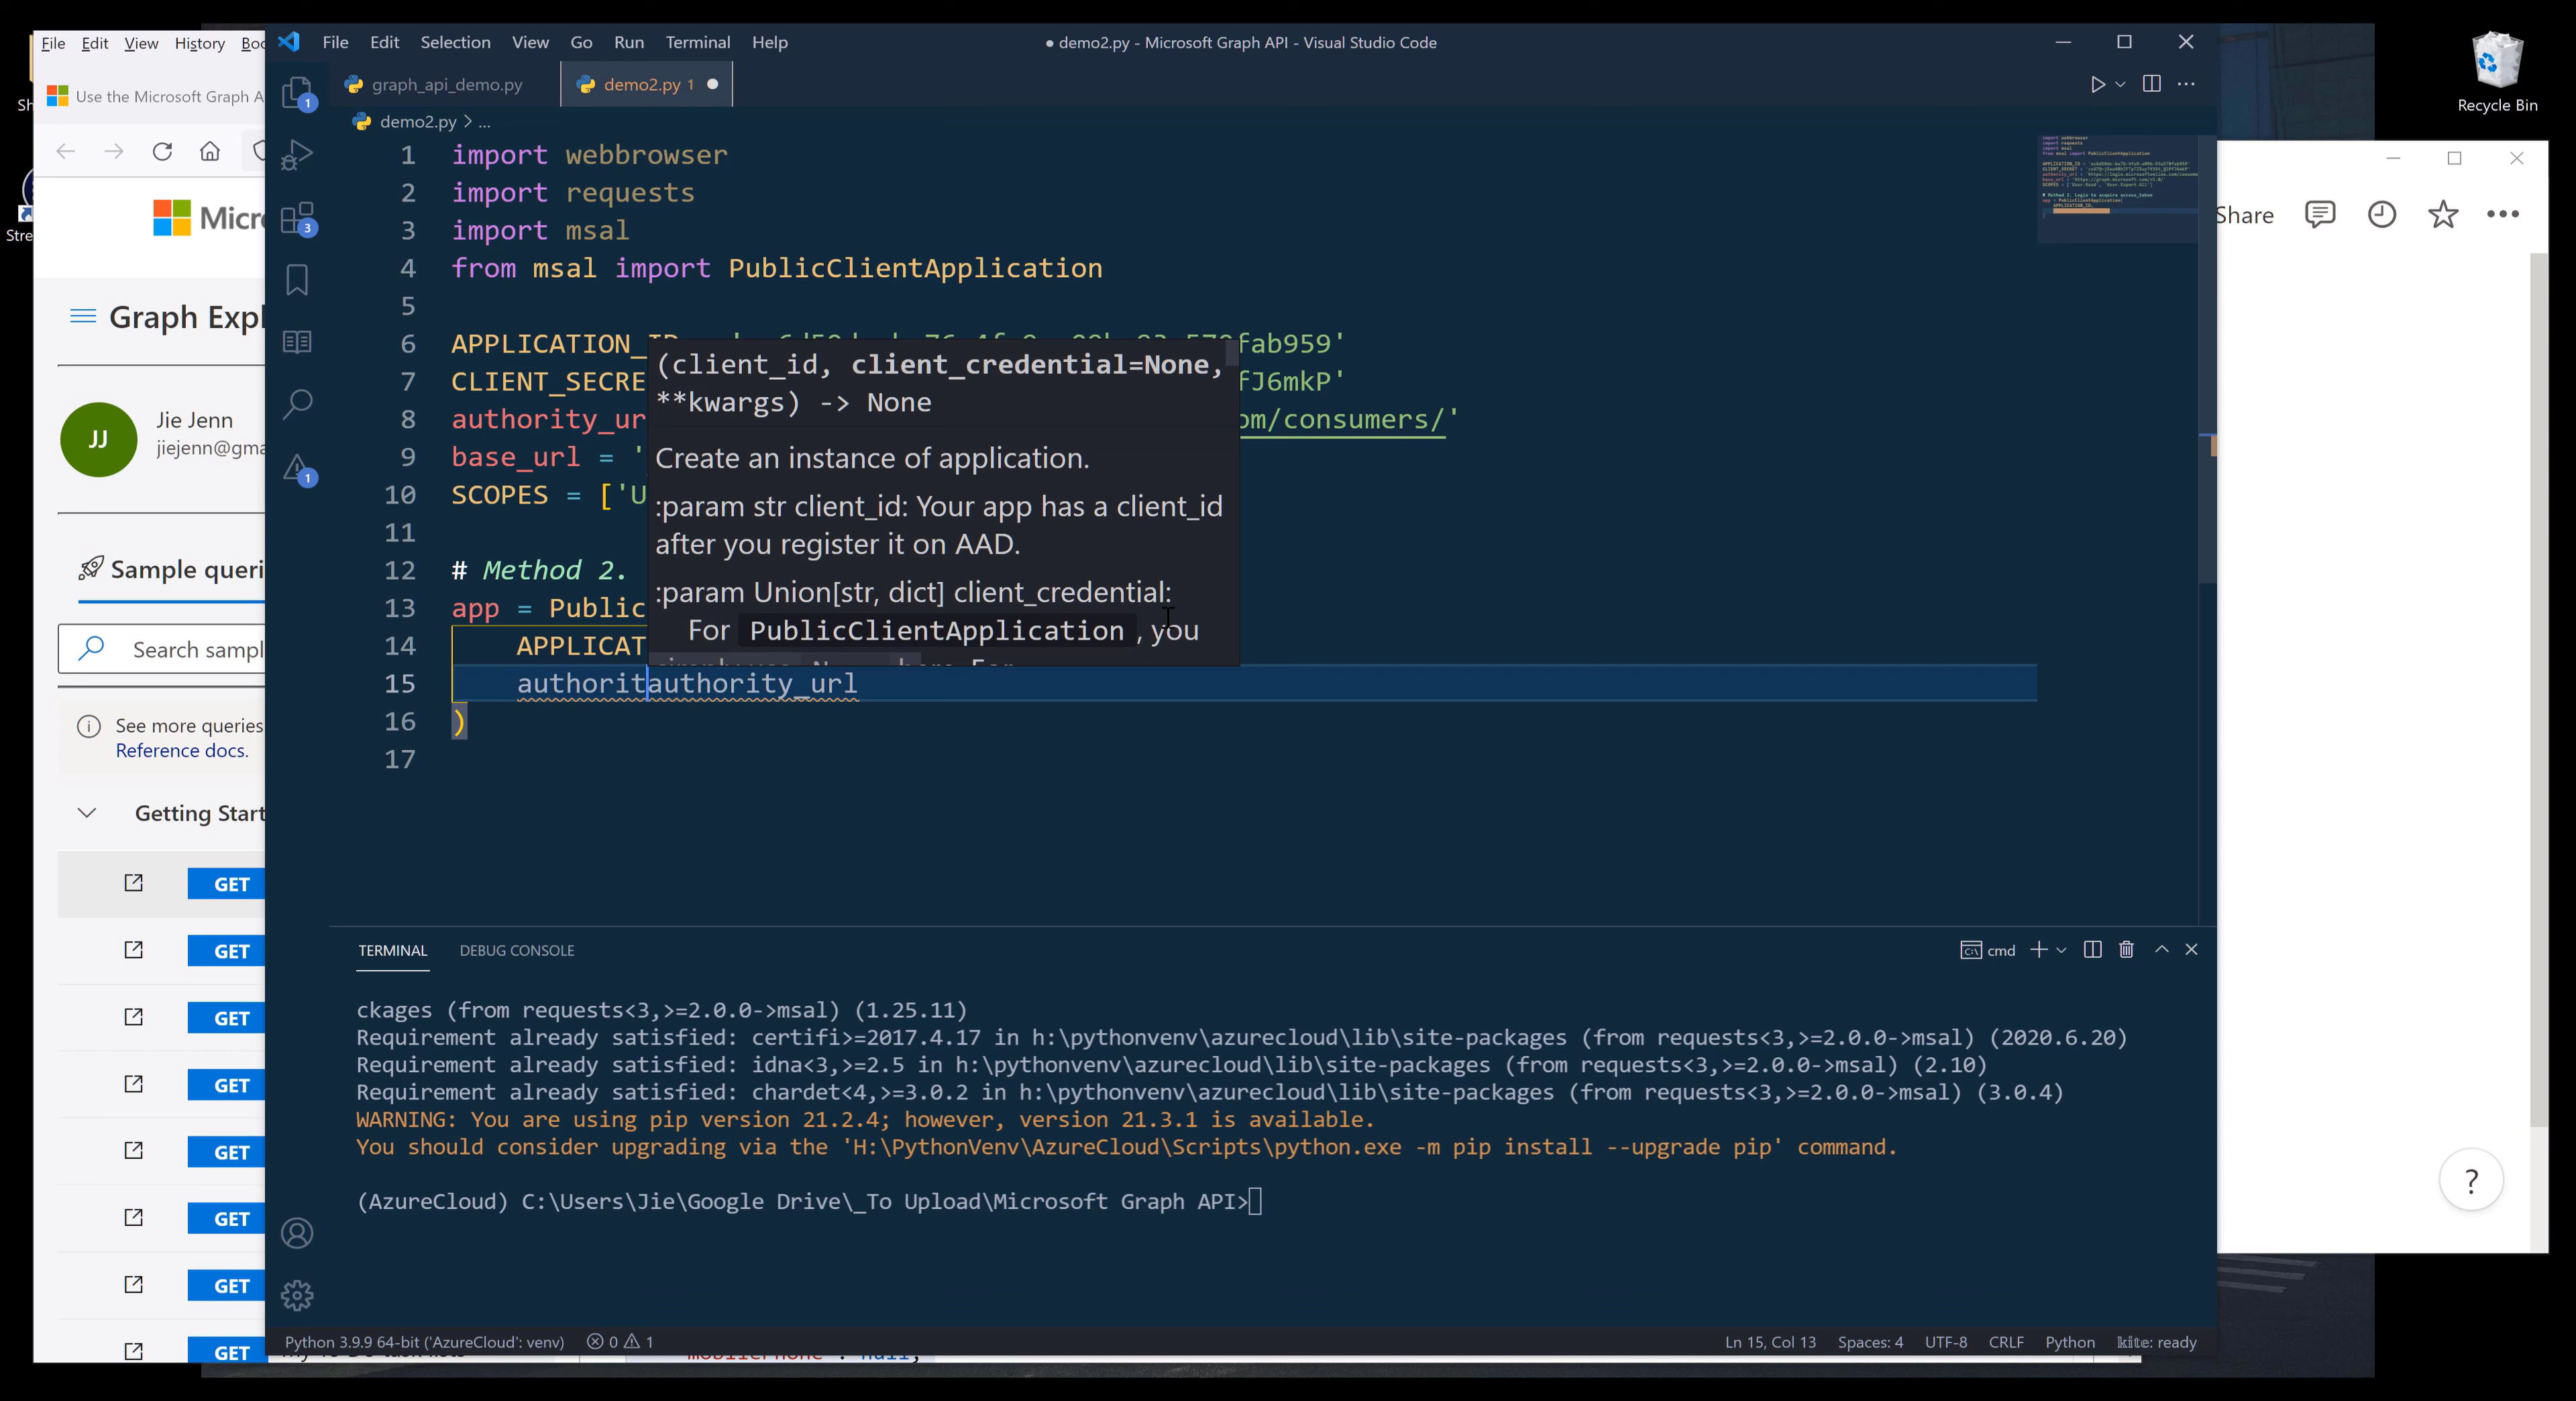 File Edit View History Boo
File Edit Selection View Go Run Terminal Help
● demo2.py - Microsoft Graph API - Visual Studio Code
Recycle Bin
Use the Microsoft Graph A
graph_api_demo.py
demo2.py 1
demo2.py > ...
Sh
Stre
Micr
Graph Expl
JJ
Jie Jenn
jiejenn@gma
Sample queri
Search sampl
See more queries
Reference docs.
Getting Start
GET
GET
GET
GET
GET
GET
GET
GET
1 import webbrowser
2 import requests
3 import msal
4 from msal import PublicClientApplication
5
6 APPLICATION_ID fab959'
7 CLIENT_SECRE fJ6mkP'
8 authority_ur om/consumers/'
9 base_url = '
10 SCOPES = ['U
11
12 # Method 2.
13 app = Public
14 APPLICAT
15 authoritauthority_url
16 )
17
(client_id, client_credential=None,
**kwargs) -> None
Create an instance of application.
:param str client_id: Your app has a client_id
after you register it on AAD.
:param Union[str, dict] client_credential:
For PublicClientApplication , you
Share
1
3
1
TERMINAL DEBUG CONSOLE
cmd
ckages (from requests<3,>=2.0.0->msal) (1.25.11)
Requirement already satisfied: certifi>=2017.4.17 in h:\pythonvenv\azurecloud\lib\site-packages (from requests<3,>=2.0.0->msal) (2020.6.20)
Requirement already satisfied: idna<3,>=2.5 in h:\pythonvenv\azurecloud\lib\site-packages (from requests<3,>=2.0.0->msal) (2.10)
Requirement already satisfied: chardet<4,>=3.0.2 in h:\pythonvenv\azurecloud\lib\site-packages (from requests<3,>=2.0.0->msal) (3.0.4)
WARNING: You are using pip version 21.2.4; however, version 21.3.1 is available.
You should consider upgrading via the 'H:\PythonVenv\AzureCloud\Scripts\python.exe -m pip install --upgrade pip' command.
(AzureCloud) C:\Users\Jie\Google Drive\_To Upload\Microsoft Graph API>
?
Python 3.9.9 64-bit ('AzureCloud': venv) 0 1
Ln 15, Col 13 Spaces: 4 UTF-8 CRLF Python kite: ready